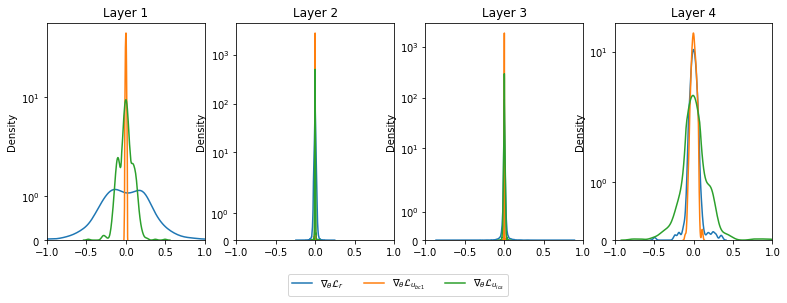 Layer 1 Layer 2 Layer 3 Layer 4
Density Density Density Density
10¹ 10⁰ 0
10³ 10² 10¹ 10⁰ 0
10³ 10² 10¹ 10⁰ 0
10¹ 10⁰ 0
−1.0 −0.5 0.0 0.5 1.0 −1.0 −0.5 0.0 0.5 1.0 −1.0 −0.5 0.0 0.5 1.0 −1.0 −0.5 0.0 0.5 1.0
∇θℒr ∇θℒu_bc1 ∇θℒu_ics